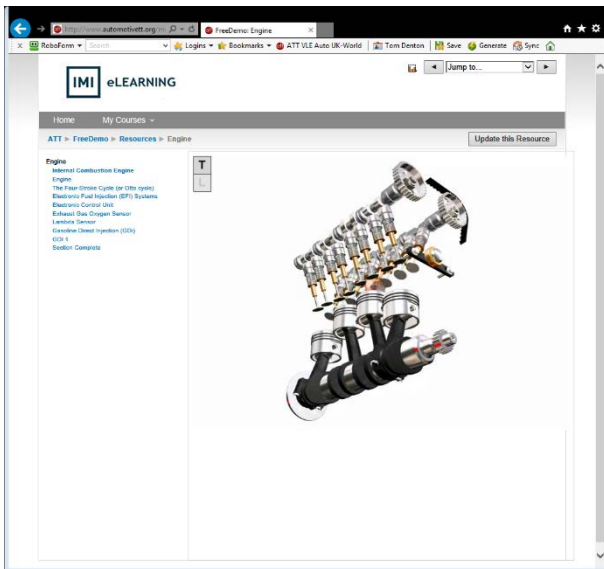 http://www.automotivett.org/mo
FreeDemo: Engine
x RoboForm Search Logins Bookmarks ATT VLE Auto UK-World Tom Denton Save Generate Sync
Jump to...
IMI eLEARNING
Home My Courses
ATT FreeDemo Resources Engine Update this Resource
Engine
Internal Combustion Engine
Engine
The Four-Stroke Cycle (or Otto cycle)
Electronic Fuel Injection (EFI) Systems
Electronic Control Unit
Exhaust Gas Oxygen Sensor
Lambda Sensor
Gasoline Direct Injection (GDi)
GDI 1
Section Complete
T
L